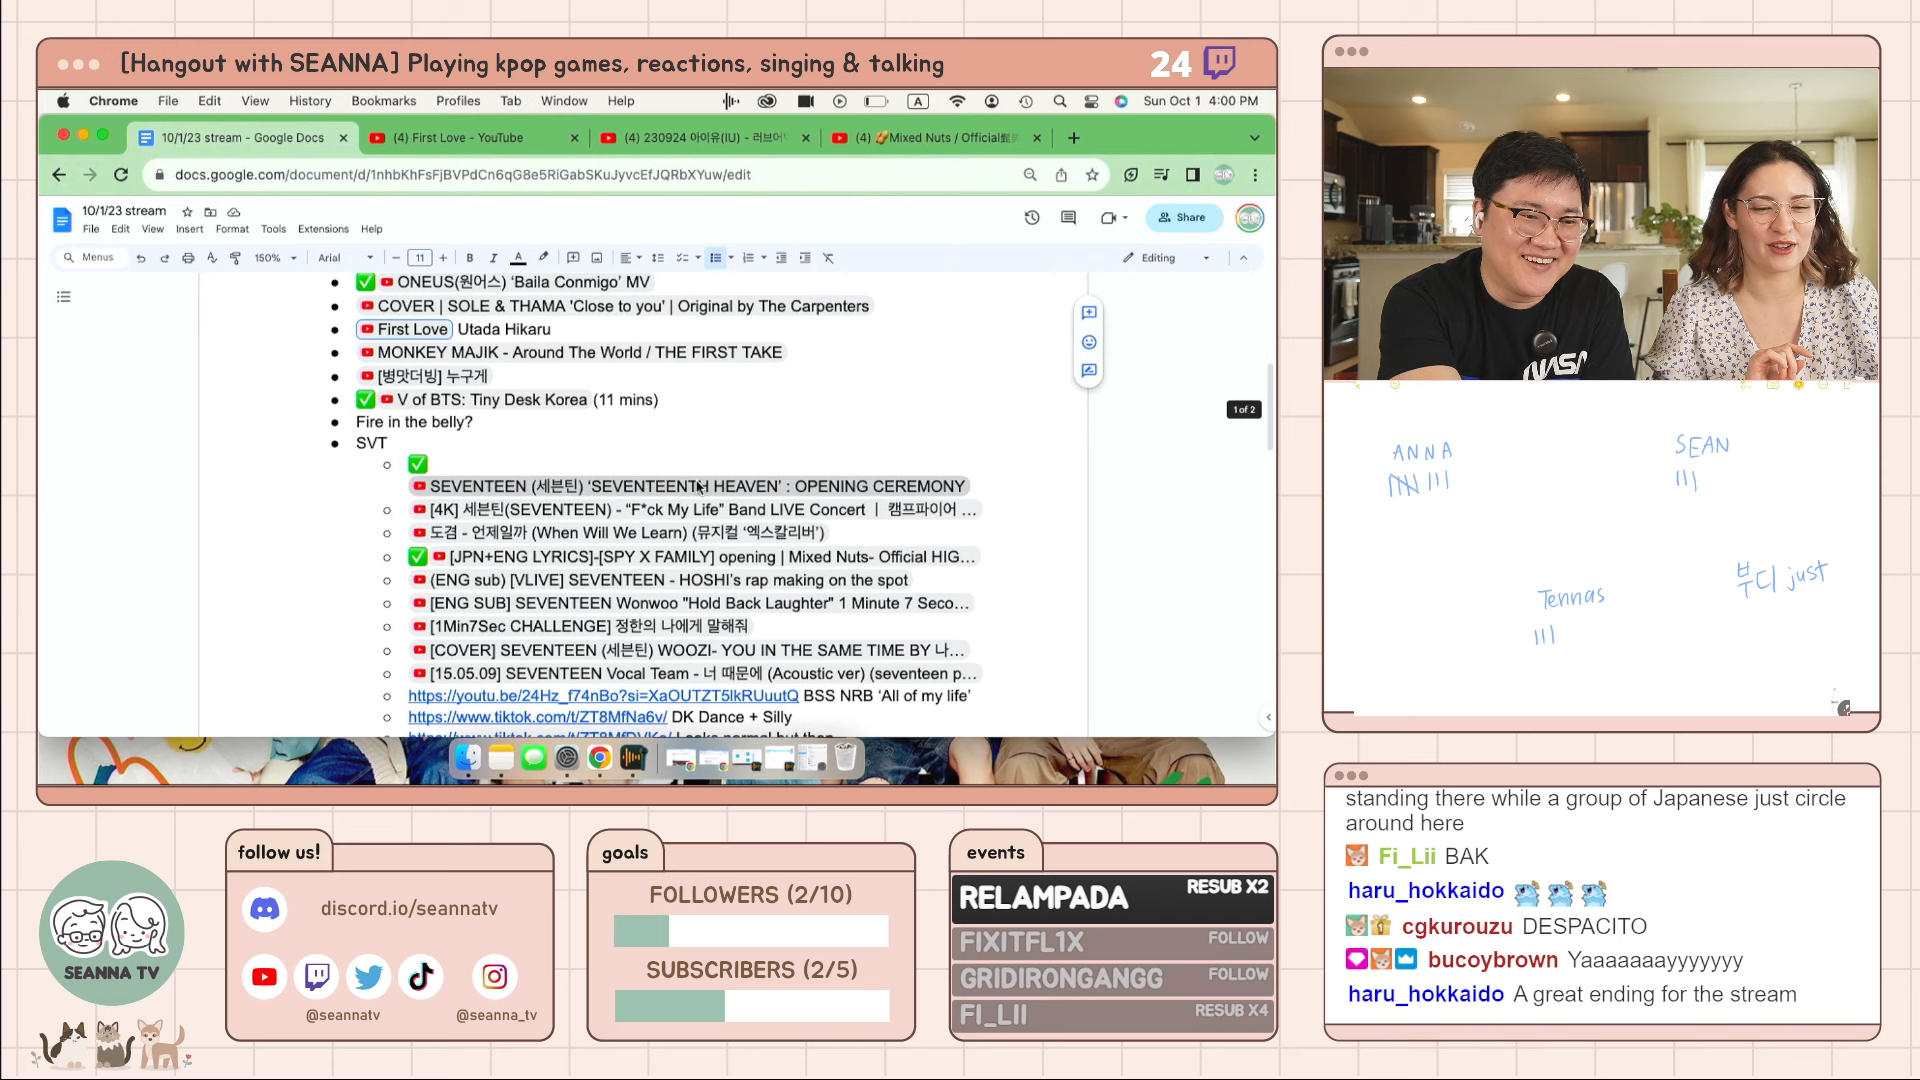 [Hangout with SEANNA] Playing kpop games, reactions, singing & talking
24
Chrome File Edit View History Bookmarks Profiles Tab Window Help
A
Sun Oct 1 4:00 PM
10/1/23 stream - Google Docs
(4) First Love - YouTube
(4) 230924 아이유(IU) - 러브어
(4) 🥜Mixed Nuts / Official髭男
docs.google.com/document/d/1nhbKhFsFjBVPdCn6qG8e5RiGabSKuJyvcEfJQRbXYuw/edit
10/1/23 stream
File Edit View Insert Format Tools Extensions Help
Share
Menus 150% Arial 11 B I A Editing
✅ ONEUS(원어스) ‘Baila Conmigo’ MV
COVER | SOLE & THAMA 'Close to you' | Original by The Carpenters
First Love Utada Hikaru
MONKEY MAJIK - Around The World / THE FIRST TAKE
[병맛더빙] 누구게
✅ V of BTS: Tiny Desk Korea (11 mins)
1 of 2
Fire in the belly?
SVT
✅
SEVENTEEN (세븐틴) ‘SEVENTEENTH HEAVEN’ : OPENING CEREMONY
[4K] 세븐틴(SEVENTEEN) - “F*ck My Life” Band LIVE Concert ㅣ 캠프파이어 …
도겸 - 언제일까 (When Will We Learn) (뮤지컬 ‘엑스칼리버’)
✅ [JPN+ENG LYRICS]-[SPY X FAMILY] opening | Mixed Nuts- Official HIG…
(ENG sub) [VLIVE] SEVENTEEN - HOSHI’s rap making on the spot
[ENG SUB] SEVENTEEN Wonwoo "Hold Back Laughter" 1 Minute 7 Seco…
[1Min7Sec CHALLENGE] 정한의 나에게 말해줘
[COVER] SEVENTEEN (세븐틴) WOOZI- YOU IN THE SAME TIME BY 나…
[15.05.09] SEVENTEEN Vocal Team - 너 때문에 (Acoustic ver) (seventeen p…
https://youtu.be/24Hz_f74nBo?si=XaOUTZT5lkRUuutQ BSS NRB ‘All of my life’
https://www.tiktok.com/t/ZT8MfNa6v/ DK Dance + Silly
NASA
ANNA
SEAN
Tennas
부디 just
standing there while a group of Japanese just circle
around here
Fi_Lii BAK
haru_hokkaido
cgkurouzu DESPACITO
bucoybrown Yaaaaaaayyyyyyy
haru_hokkaido A great ending for the stream
SEANNA TV
follow us!
discord.io/seannatv
@seannatv
@seanna_tv
goals
FOLLOWERS (2/10)
SUBSCRIBERS (2/5)
events
RELAMPADA RESUB X2
FIXITFL1X FOLLOW
GRIDIRONGANGG FOLLOW
FI_LII RESUB X4